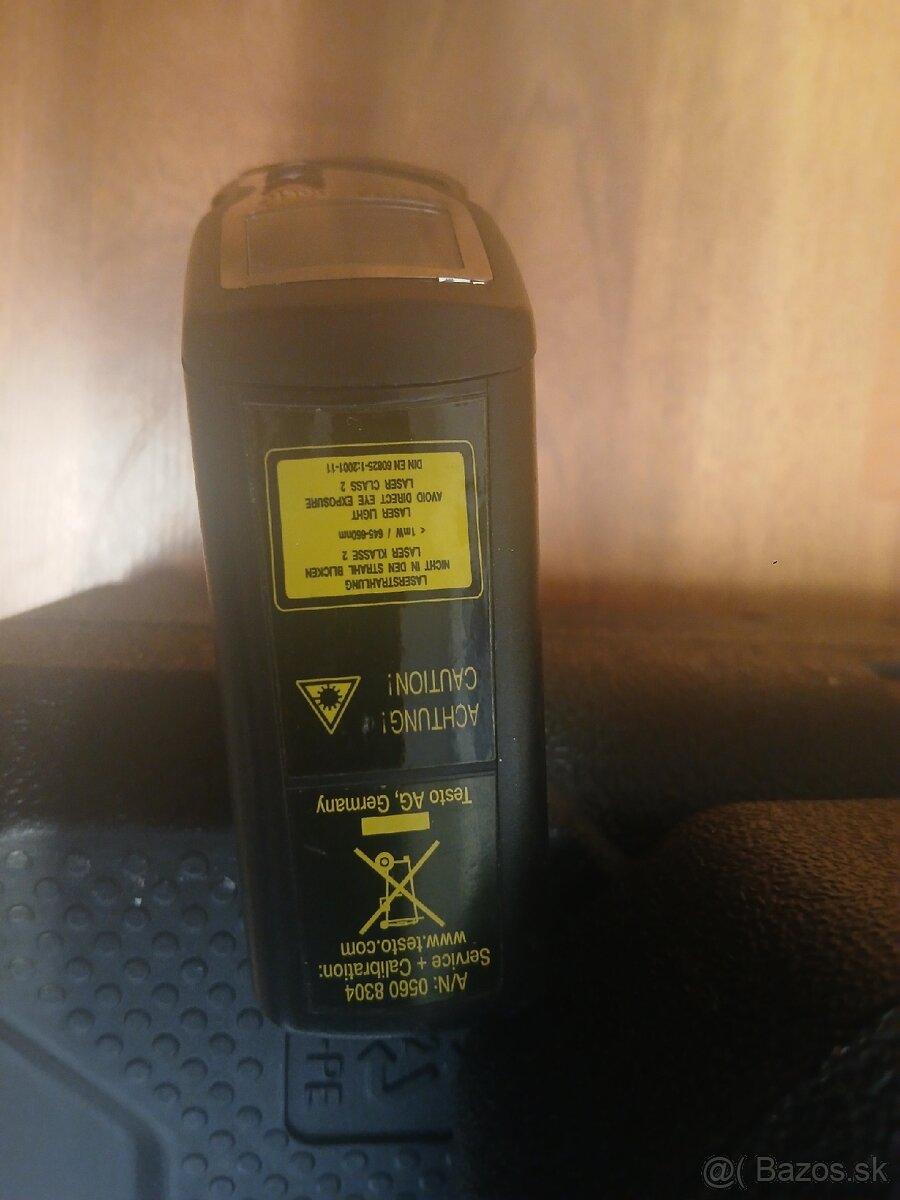 LASERSTRAHLUNG
NICHT IN DEN STRAHL BLICKEN
LASER KLASSE 2
< 1mW / 645-660nm
LASER LIGHT
AVOID DIRECT EYE EXPOSURE
LASER CLASS 2
DIN EN 60825-1:2001-11
ACHTUNG!
CAUTION!
Testo AG, Germany
A/N: 0560 8304
Service + Calibration:
www.testo.com
PE
@( Bazos.sk